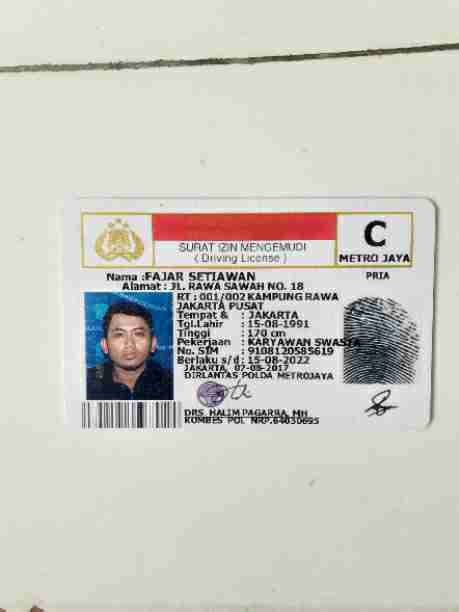 SURAT IZIN MENGEMUDI
( Driving License )
C
METRO JAYA
Nama : FAJAR SETIAWAN
PRIA
Alamat : JL. RAWA SAWAH NO. 18
RT : 001/002 KAMPUNG RAWA
JAKARTA PUSAT
Tempat & : JAKARTA
Tgl.Lahir : 15-08-1991
Tinggi : 170 cm
Pekerjaan : KARYAWAN SWASTA
No. SIM : 9108120585619
Berlaku s/d : 15-08-2022
JAKARTA, 07-08-2017
DIRLANTAS POLDA METROJAYA
DRS. HALIM PAGARRA, MH
KOMBES POL NRP.64030695